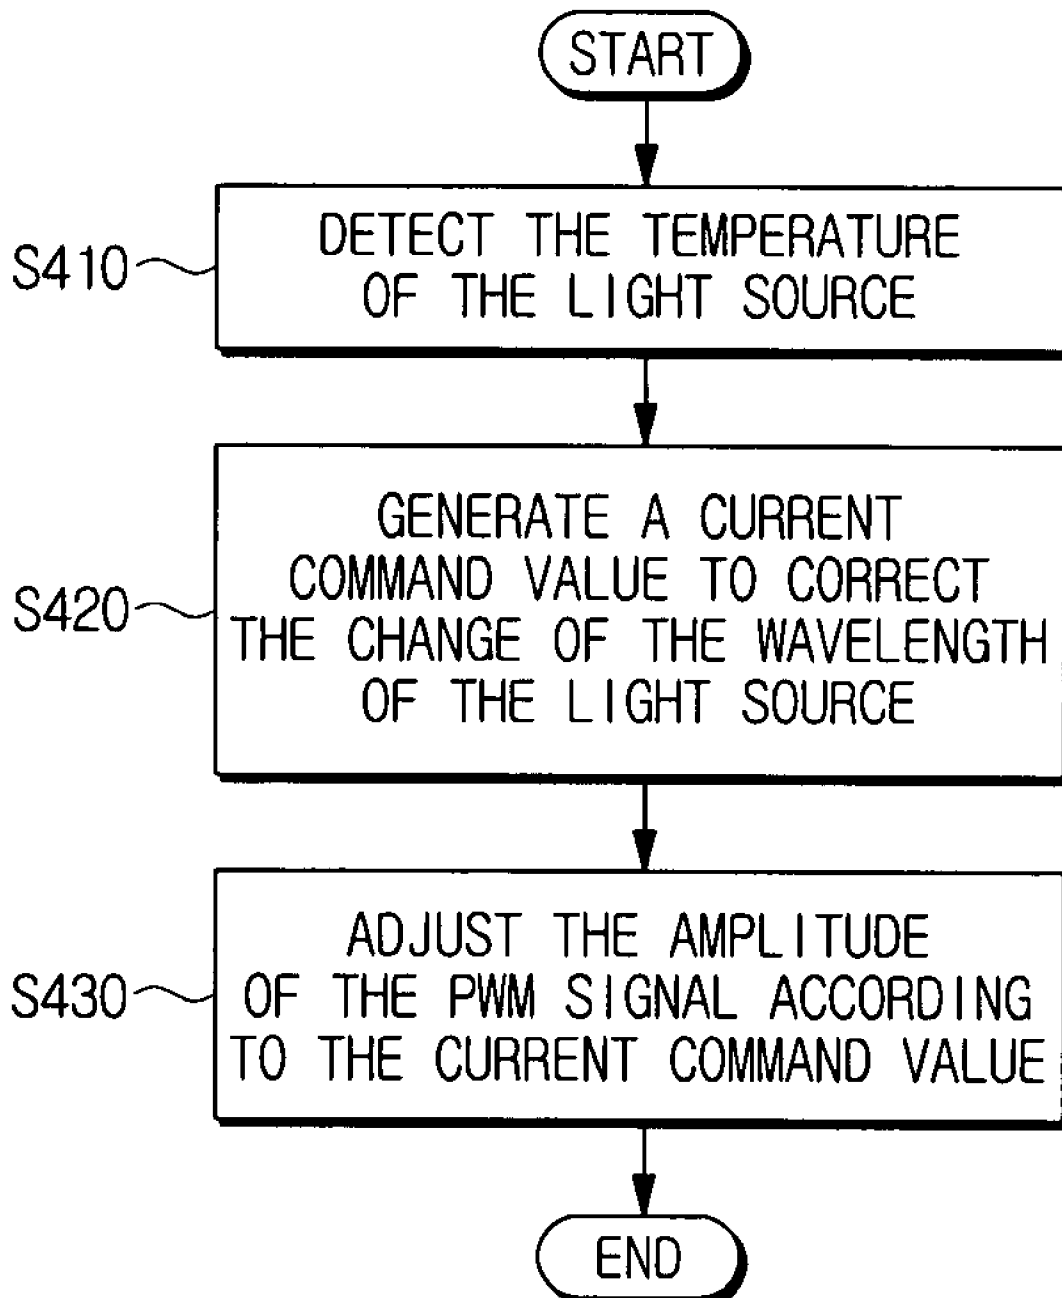 START
S410
DETECT THE TEMPERATURE
OF THE LIGHT SOURCE
S420
GENERATE A CURRENT
COMMAND VALUE TO CORRECT
THE CHANGE OF THE WAVELENGTH
OF THE LIGHT SOURCE
S430
ADJUST THE AMPLITUDE
OF THE PWM SIGNAL ACCORDING
TO THE CURRENT COMMAND VALUE
END